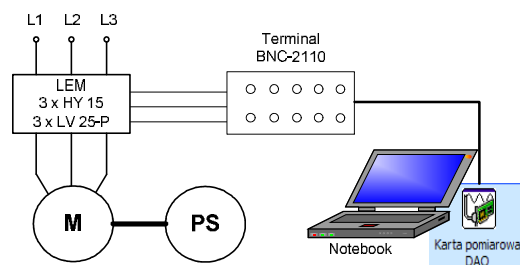 L1 L2 L3
Terminal
BNC-2110
LEM
3 x HY 15
3 x LV 25-P
M
PS
Notebook
Karta pomiarowa
DAQ